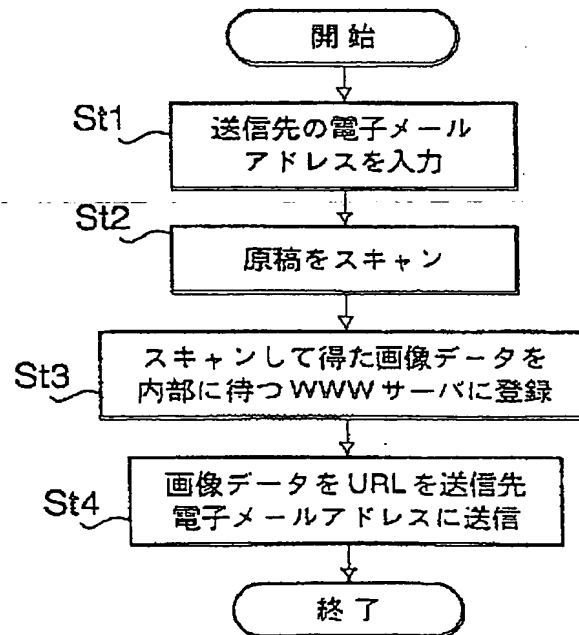 開始
St1
送信先の電子メール
アドレスを入力
St2
原稿をスキャン
St3
スキャンして得た画像データを
内部に待つWWWサーバに登録
St4
画像データをURLを送信先
電子メールアドレスに送信
終了